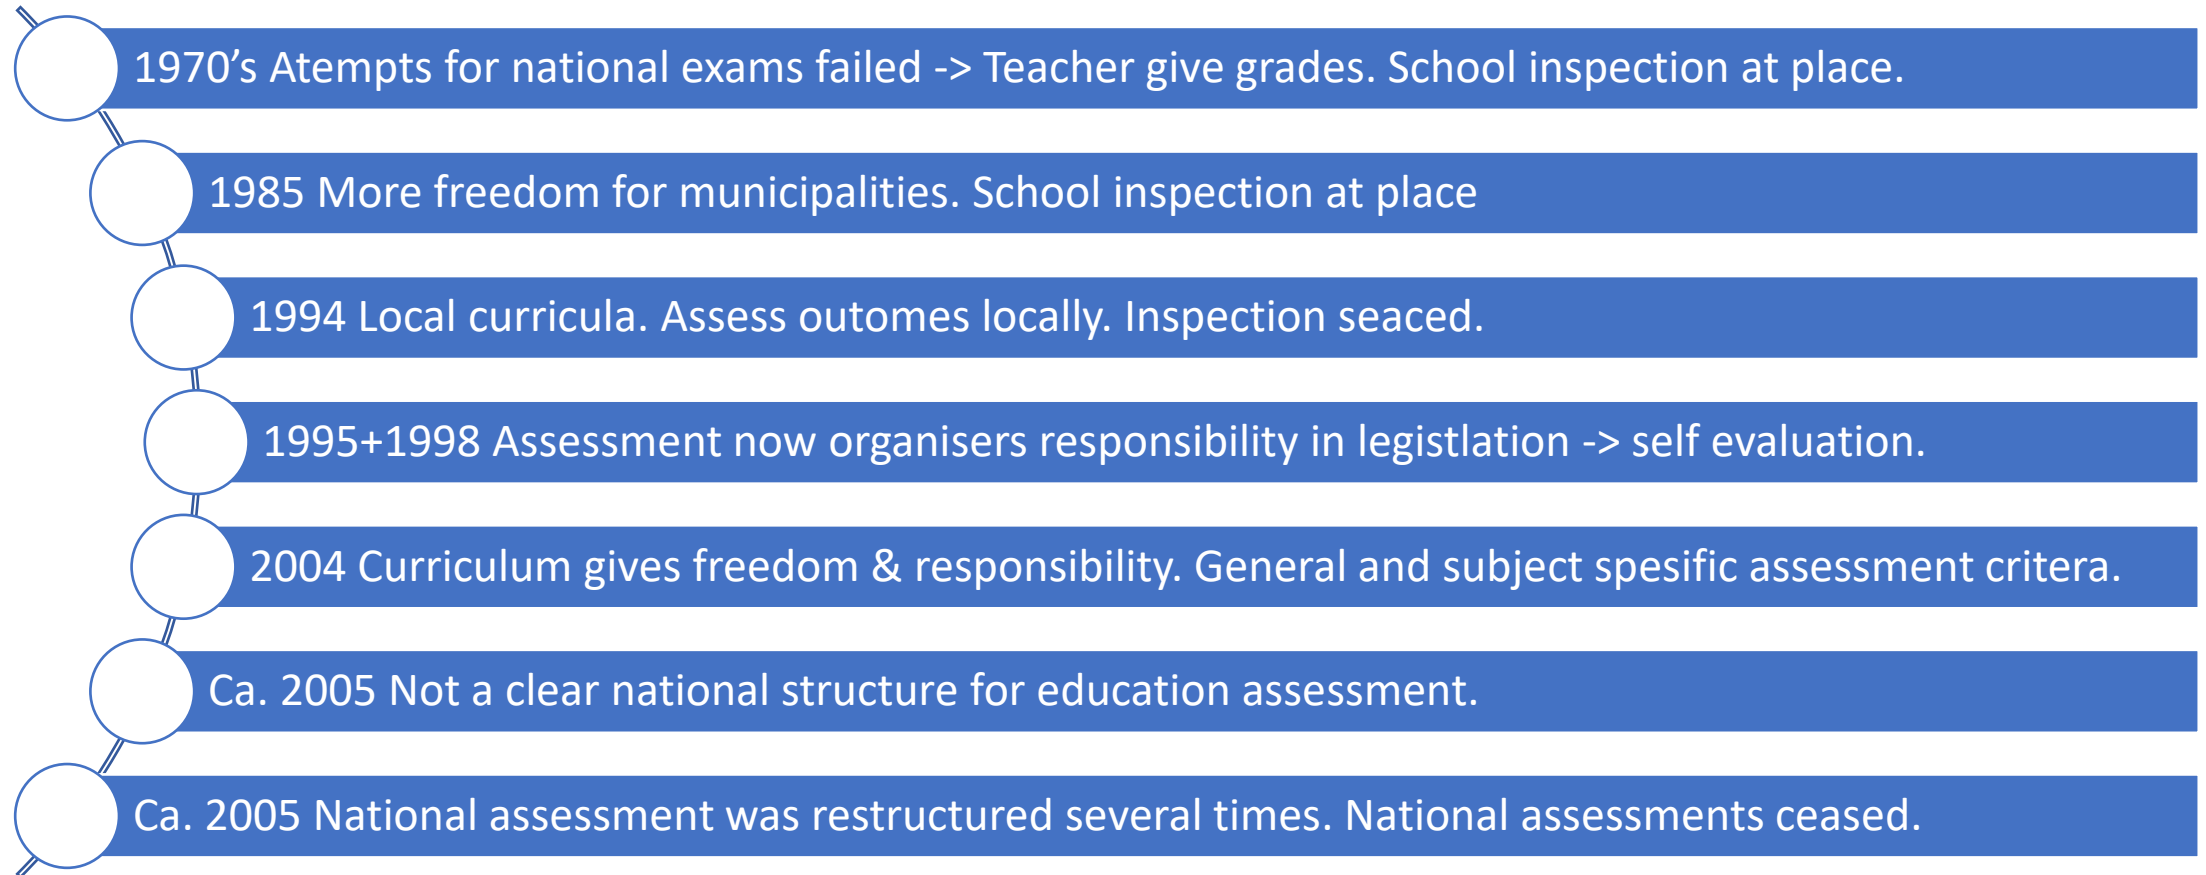 1970’s Atempts for national exams failed -> Teacher give grades. School inspection at place.
1985 More freedom for municipalities. School inspection at place
1994 Local curricula. Assess outomes locally. Inspection seaced.
1995+1998 Assessment now organisers responsibility in legistlation -> self evaluation.
2004 Curriculum gives freedom & responsibility. General and subject spesific assessment critera.
Ca. 2005 Not a clear national structure for education assessment.
Ca. 2005 National assessment was restructured several times. National assessments ceased.